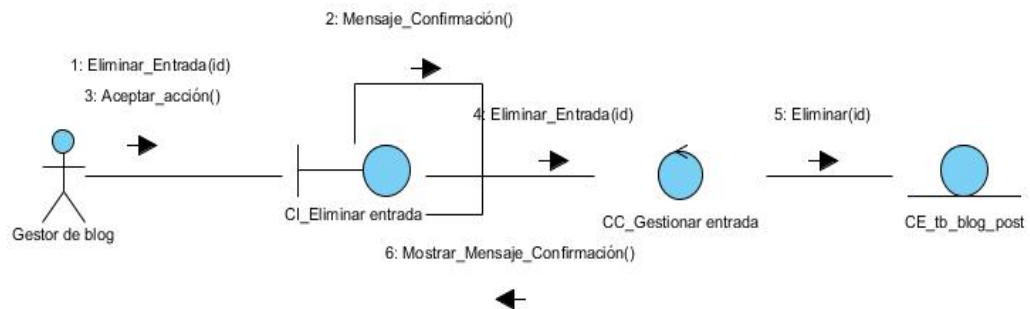 2: Mensaje_Confirmación()
1: Eliminar_Entrada(id)
3: Aceptar_acción()
4: Eliminar_Entrada(id)
5: Eliminar(id)
Gestor de blog
CI_Eliminar entrada
CC_Gestionar entrada
CE_tb_blog_post
6: Mostrar_Mensaje_Confirmación()